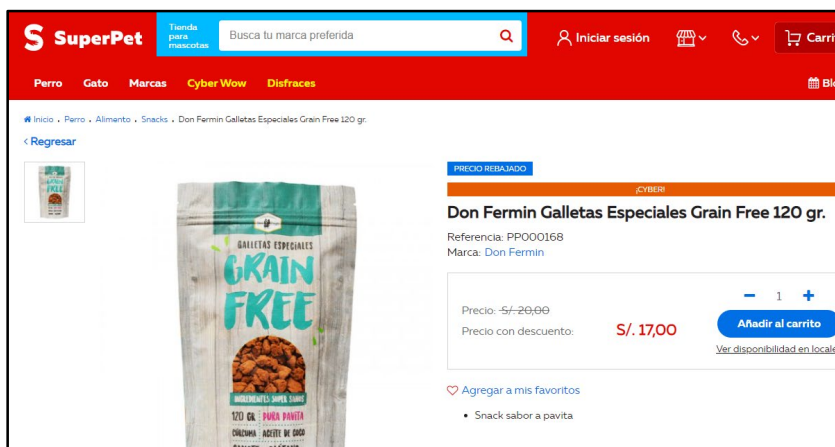 SuperPet
Tienda
para
mascotas
Busca tu marca preferida
Iniciar sesión
Carri
Perro Gato Marcas Cyber Wow Disfraces
Blo
Inicio . Perro . Alimento . Snacks . Don Fermin Galletas Especiales Grain Free 120 gr.
< Regresar
PRECIO REBAJADO
¡CYBER!
Don Fermin Galletas Especiales Grain Free 120 gr.
Referencia: PP000168
Marca: Don Fermin
Precio: S/. 20,00
Precio con descuento: S/. 17,00
− 1 +
Añadir al carrito
Ver disponibilidad en locale
Agregar a mis favoritos
• Snack sabor a pavita
GALLETAS ESPECIALES
GRAIN
FREE
INGREDIENTES SUPER SANOS
120 GR PURA PAVITA
CÚRCUMA ACEITE DE COCO